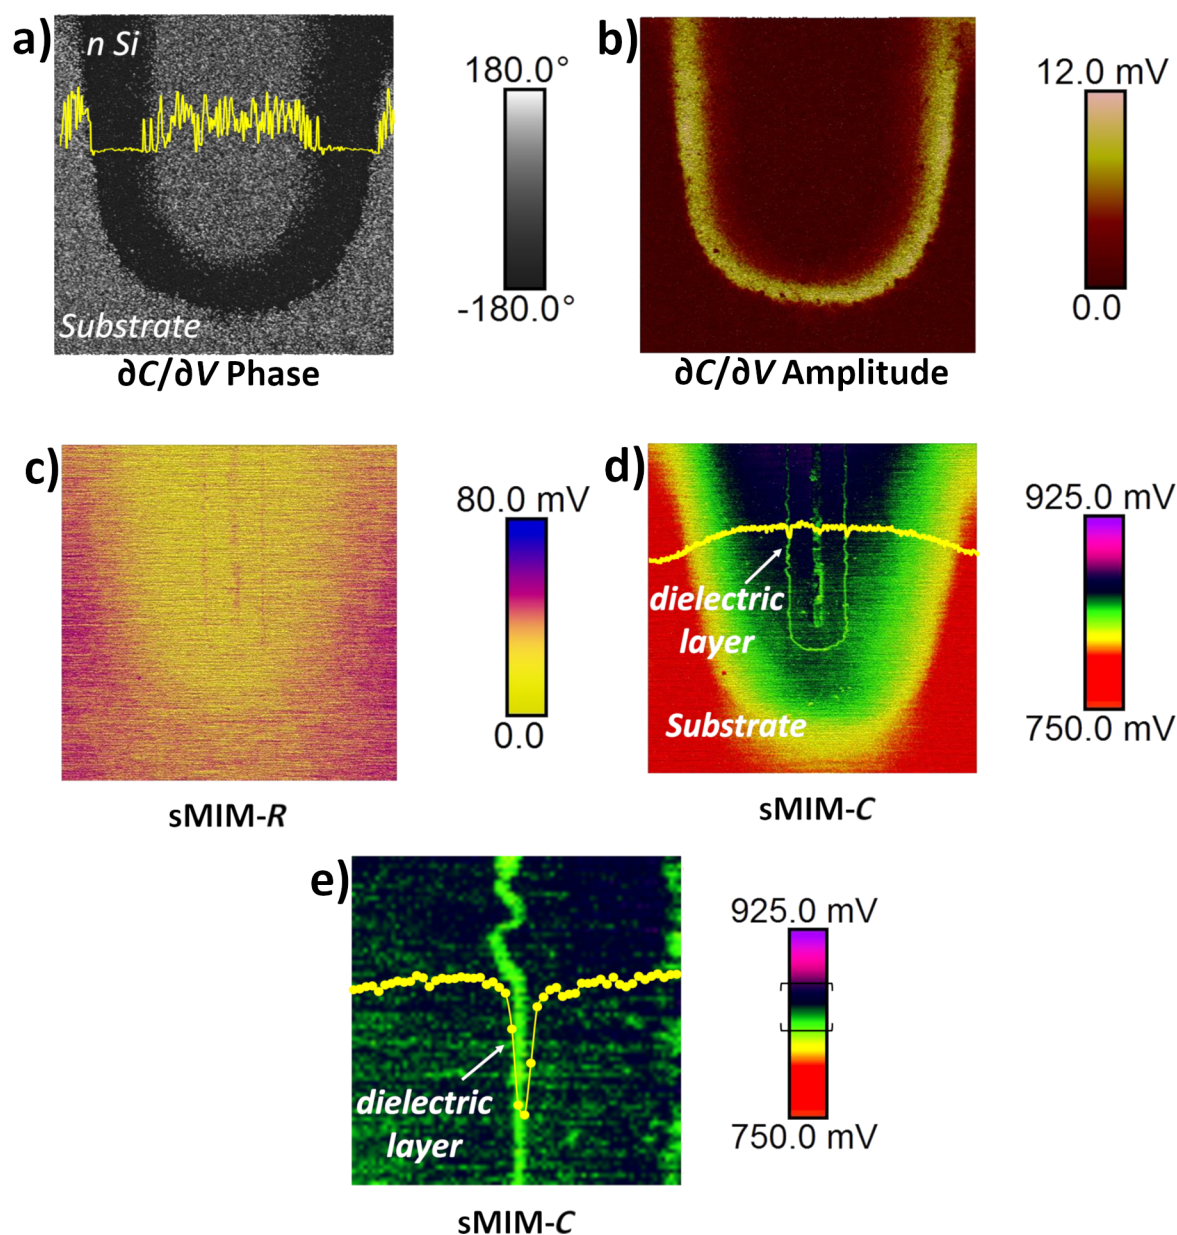 a)
n Si
Substrate
180.0°
-180.0°
∂C/∂V Phase
b)
12.0 mV
0.0
∂C/∂V Amplitude
c)
80.0 mV
0.0
sMIM-R
d)
dielectric
layer
Substrate
925.0 mV
750.0 mV
sMIM-C
e)
dielectric
layer
925.0 mV
750.0 mV
sMIM-C